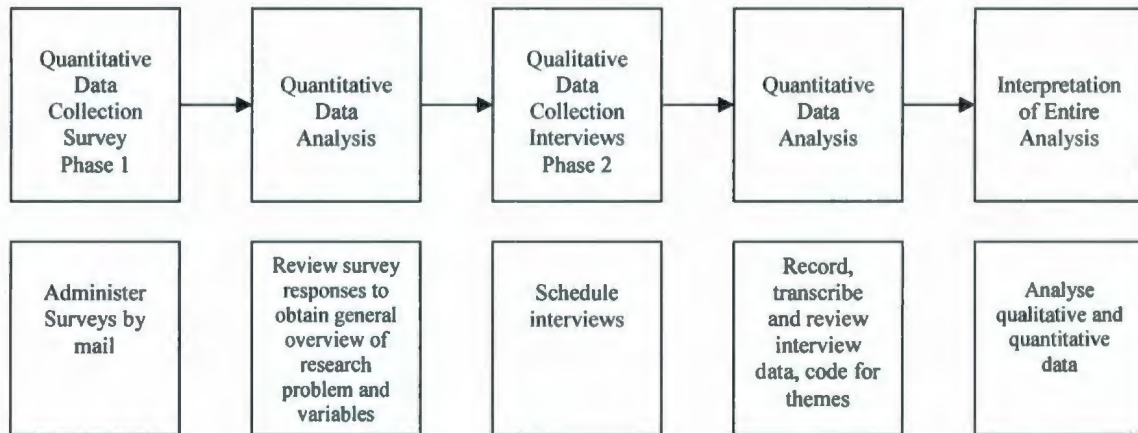 Quantitative
Data
Collection
Survey
Phase 1
Quantitative
Data
Analysis
Qualitative
Data
Collection
Interviews
Phase 2
Quantitative
Data
Analysis
Interpretation
of Entire
Analysis
Administer
Surveys by
mail
Review survey
responses to
obtain general
overview of
research
problem and
variables
Schedule
interviews
Record,
transcribe
and review
interview
data, code for
themes
Analyse
qualitative and
quantitative
data